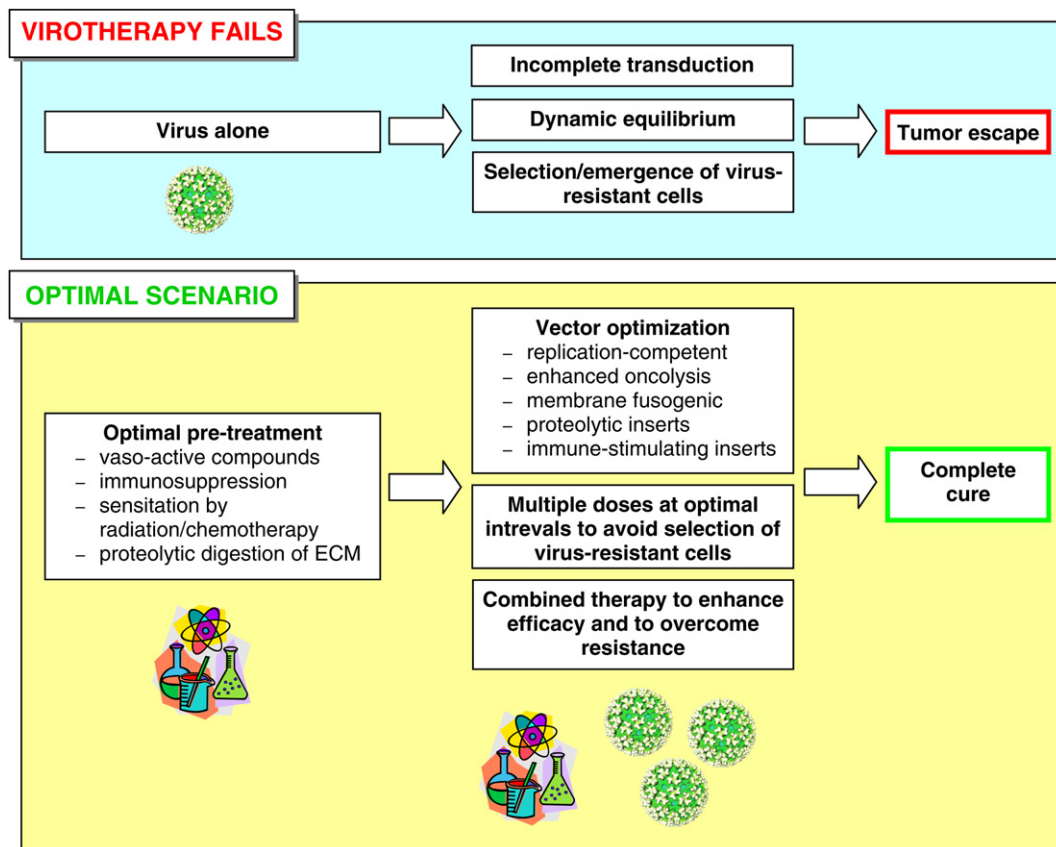 VIROTHERAPY FAILS
Virus alone
Incomplete transduction
Dynamic equilibrium
Selection/emergence of virus-
resistant cells
Tumor escape
OPTIMAL SCENARIO
Optimal pre-treatment
– vaso-active compounds
– immunosuppression
– sensitation by
radiation/chemotherapy
– proteolytic digestion of ECM
Vector optimization
– replication-competent
– enhanced oncolysis
– membrane fusogenic
– proteolytic inserts
– immune-stimulating inserts
Multiple doses at optimal
intrevals to avoid selection of
virus-resistant cells
Combined therapy to enhance
efficacy and to overcome
resistance
Complete
cure